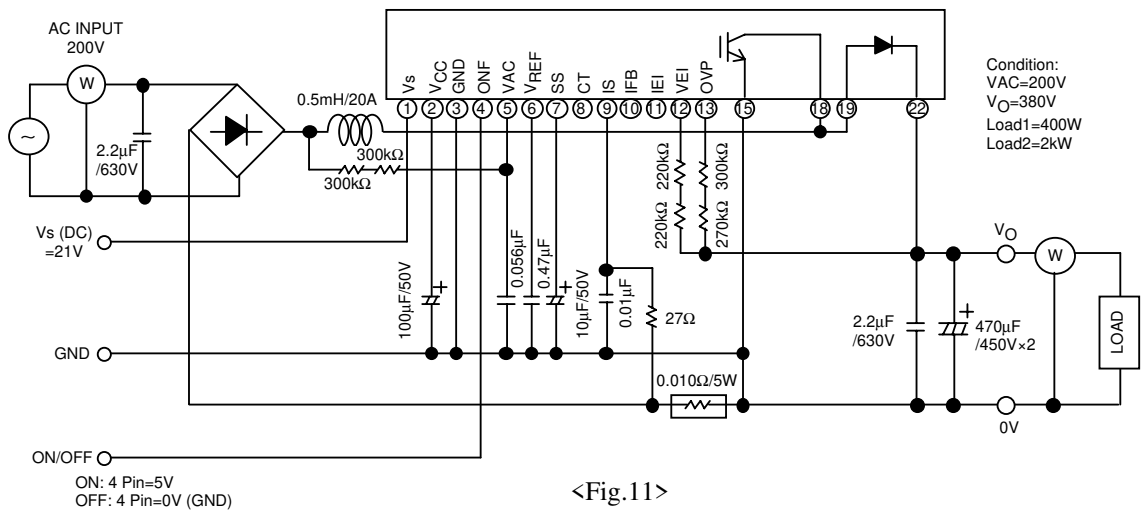 AC INPUT
200V
W
~
2.2µF
/630V
0.5mH/20A
300kΩ
300kΩ
Vs
VCC
GND
ONF
VAC
VREF
SS
CT
IS
IFB
IEI
VEI
OVP
1
2
3
4
5
6
7
8
9
10
11
12
13
15
18
19
22
Condition:
VAC=200V
VO=380V
Load1=400W
Load2=2kW
Vs (DC)
=21V
100µF/50V
+
0.056µF
0.47µF
+
10µF/50V
0.01µF
27Ω
220kΩ
220kΩ
300kΩ
270kΩ
VO
W
LOAD
2.2µF
/630V
+
470µF
/450V×2
GND
0.010Ω/5W
0V
ON/OFF
ON: 4 Pin=5V
OFF: 4 Pin=0V (GND)
<Fig.11>